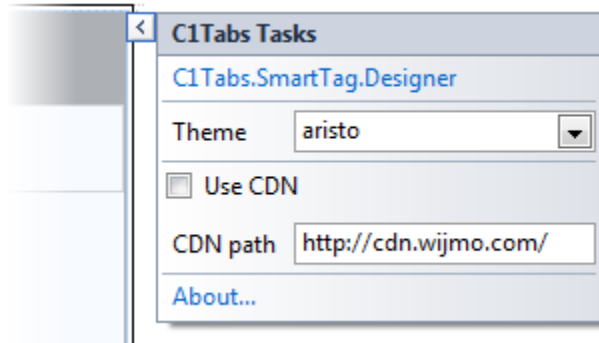 C1Tabs Tasks
C1Tabs.SmartTag.Designer
Theme aristo
Use CDN
CDN path http://cdn.wijmo.com/
About...